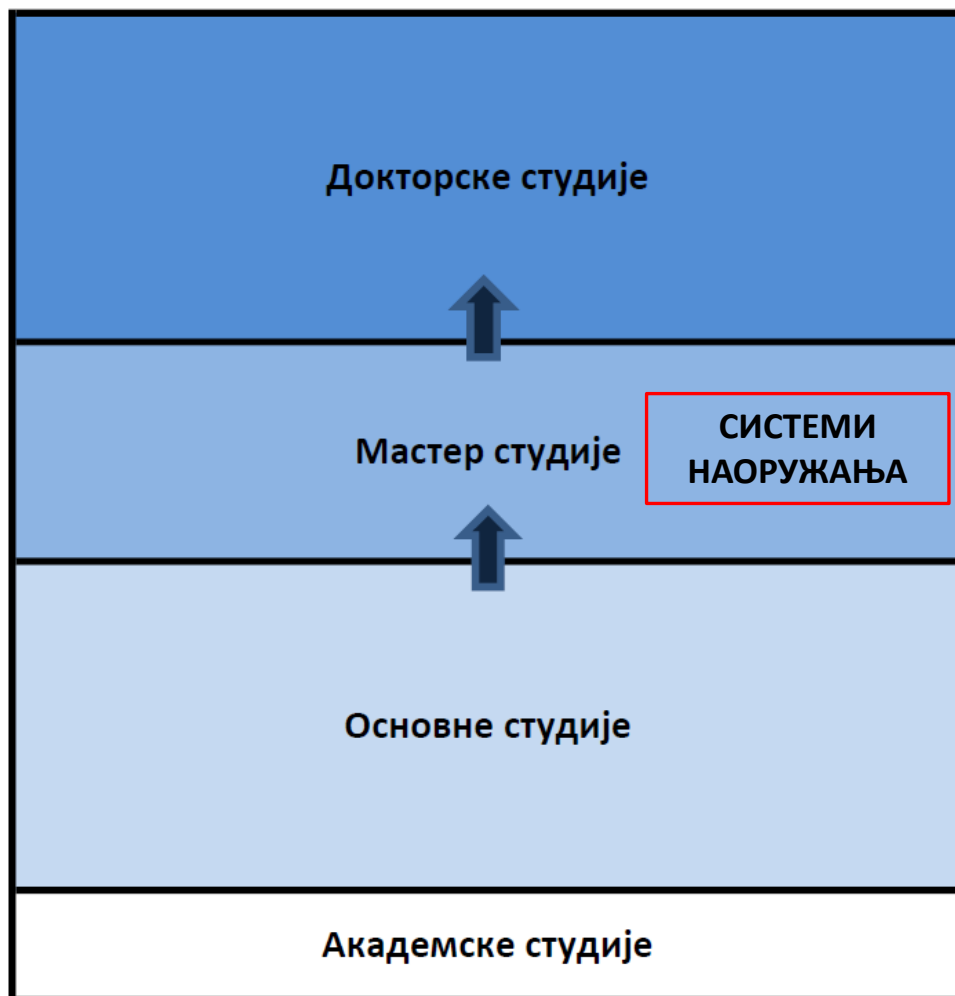 Докторске студије
Мастер студије
СИСТЕМИ
НАОРУЖАЊА
Основне студије
Академске студије